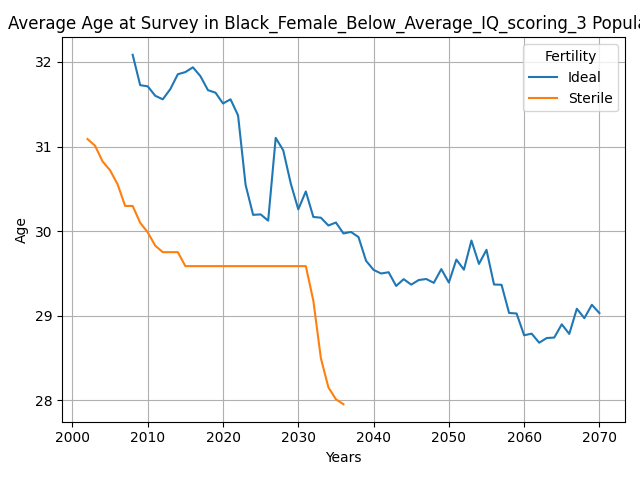 Average Age at Survey in Black_Female_Below_Average_IQ_scoring_3 Popula
Fertility
Ideal
Sterile
32
31
30
29
28
Age
2000 2010 2020 2030 2040 2050 2060 2070
Years